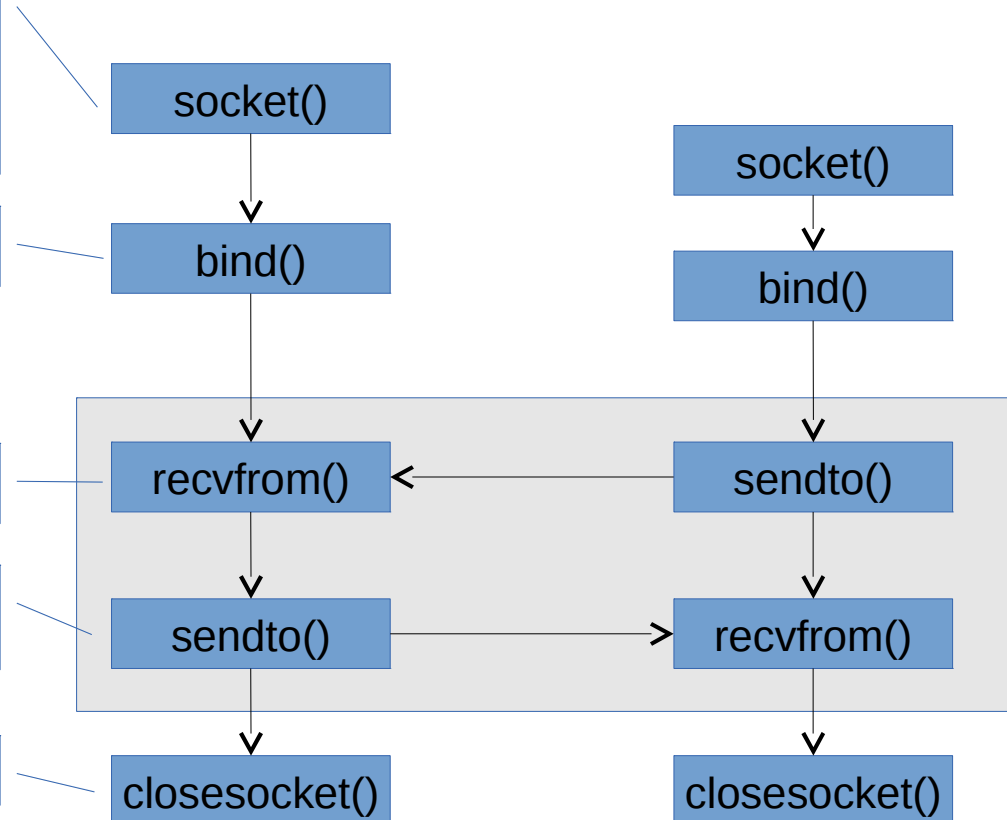 socket()
bind()
recvfrom()
sendto()
closesocket()
socket()
bind()
sendto()
recvfrom()
closesocket()